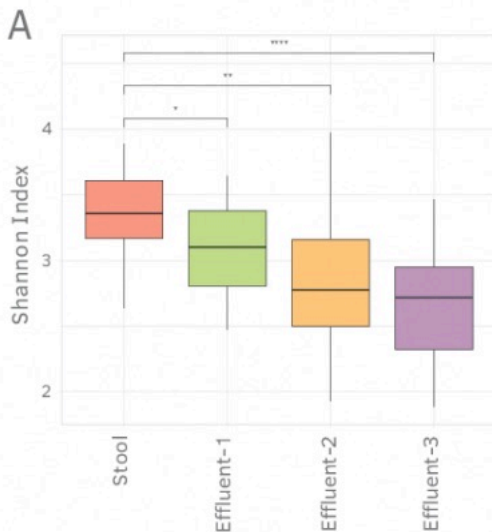 A
****
**
*
4
3
2
Shannon Index
Stool
Effluent-1
Effluent-2
Effluent-3